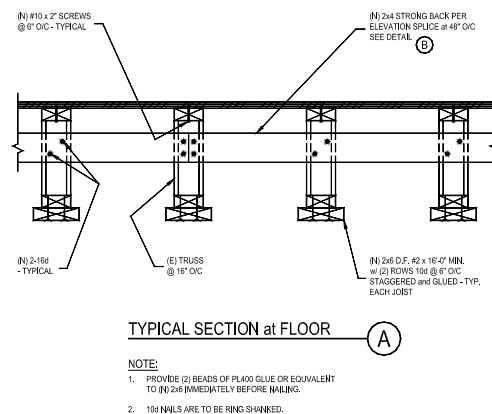 (N) #10 x 2" SCREWS
@ 6" O/C - TYPICAL
(N) 2x4 STRONG BACK PER
ELEVATION SPLICE at 48" O/C
SEE DETAIL B
(N) 2-16d
- TYPICAL
(E) TRUSS
@ 16" O/C
(N) 2x6 D.F. #2 x 16'-0" MIN.
w/ (2) ROWS 10d @ 6" O/C
STAGGERED and GLUED - TYP.
EACH JOIST
TYPICAL SECTION at FLOOR A
NOTE:
1. PROVIDE (2) BEADS OF PL400 GLUE OR EQUVALENT
TO (N) 2x6 IMMEDIATELY BEFORE NAILING.
2. 10d NAILS ARE TO BE RING SHANKED.